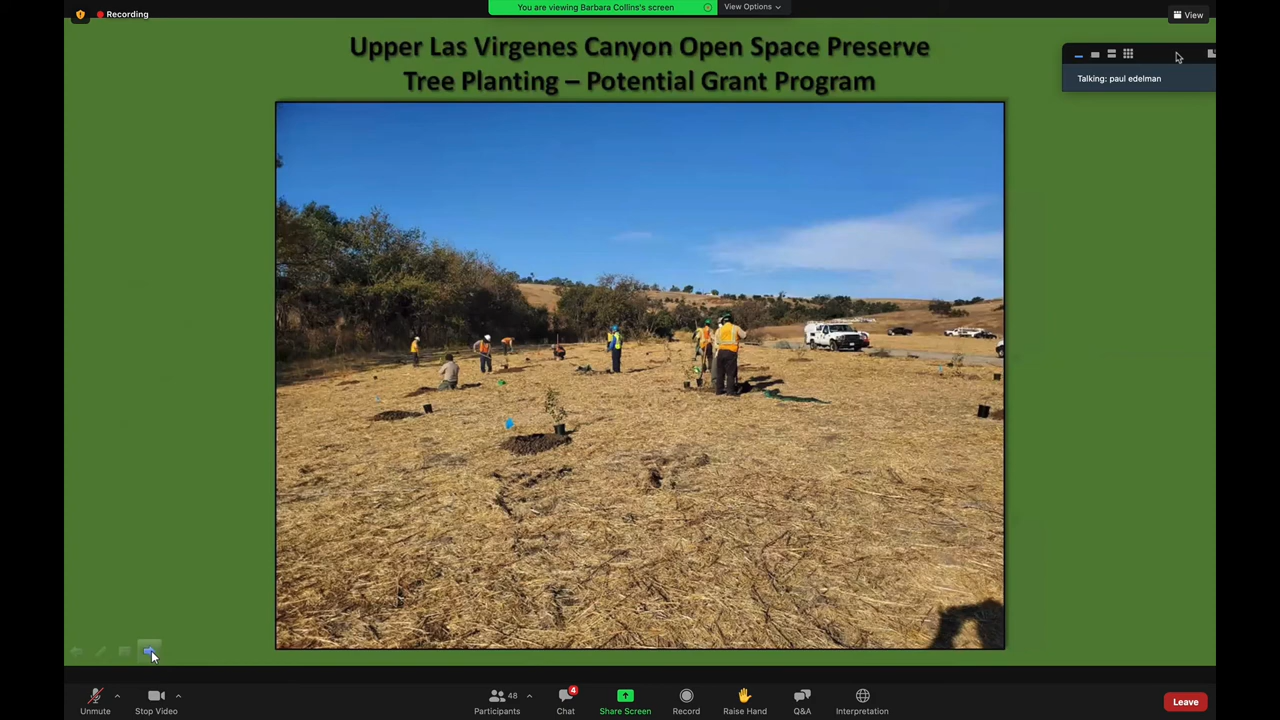 Recording
You are viewing Barbara Collins's screen
View Options
View
Upper Las Virgenes Canyon Open Space Preserve
Tree Planting – Potential Grant Program
Talking: paul edelman
Unmute
Stop Video
48
Participants
4
Chat
Share Screen
Record
Raise Hand
Q&A
Interpretation
Leave